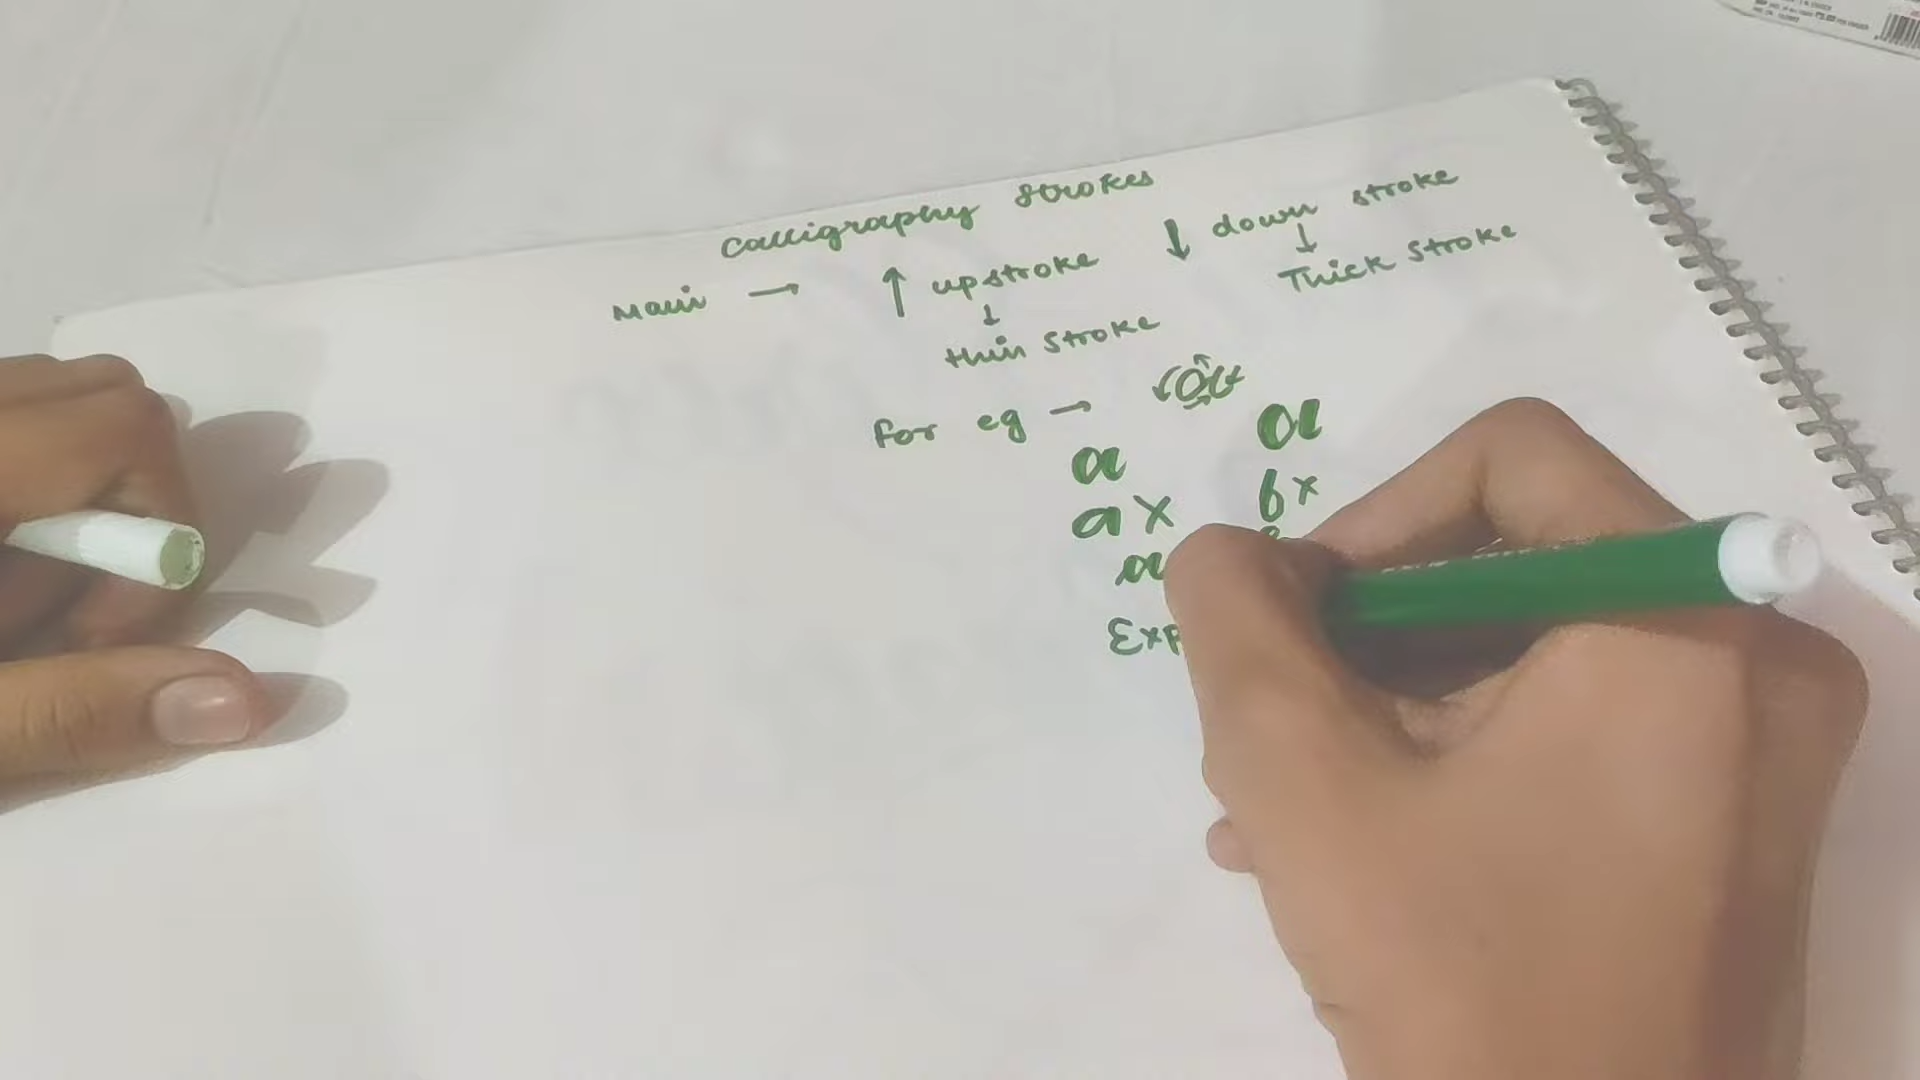 Calligraphy Strokes
Main → ↑ upstroke ↓ down stroke
↓ ↓
thin stroke Thick Stroke
for eg → a
a a
a x b x
a
Exp